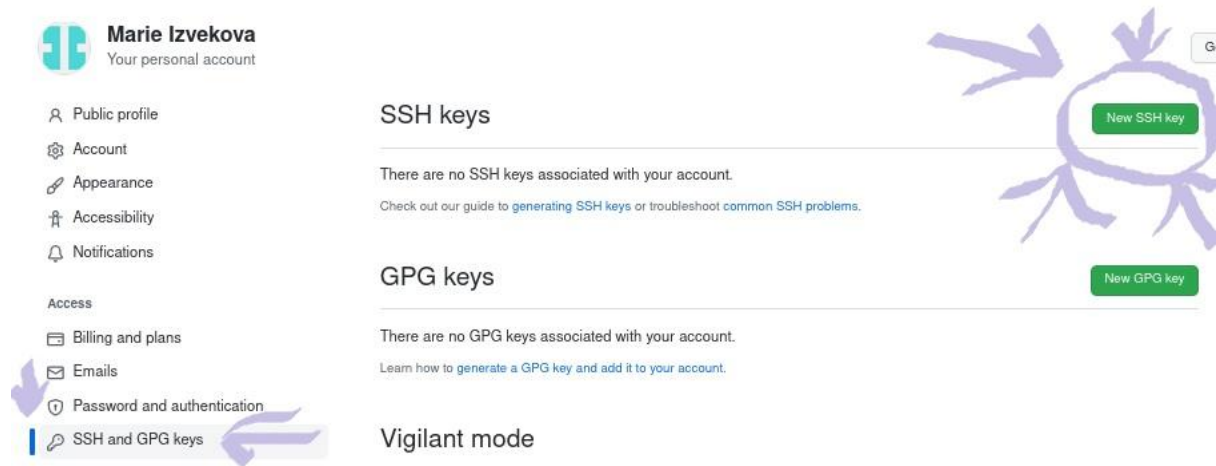 Marie Izvekova
Your personal account
Public profile
Account
Appearance
Accessibility
Notifications
Access
Billing and plans
Emails
Password and authentication
SSH and GPG keys
SSH keys
New SSH key
There are no SSH keys associated with your account.
Check out our guide to generating SSH keys or troubleshoot common SSH problems.
GPG keys
New GPG key
There are no GPG keys associated with your account.
Learn how to generate a GPG key and add it to your account.
Vigilant mode